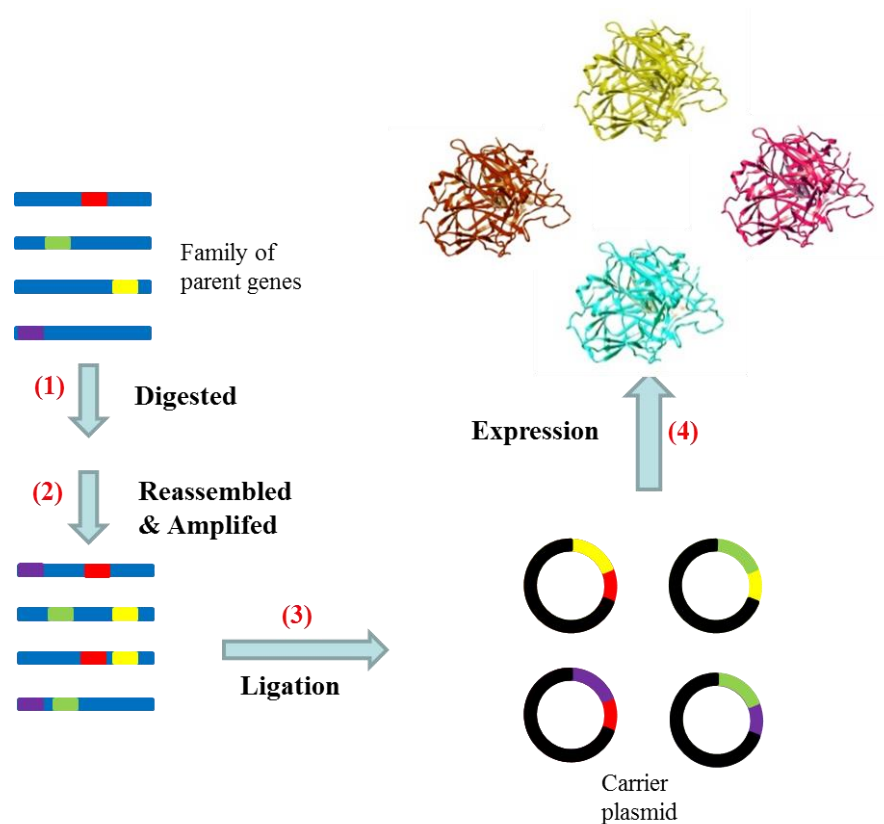 Family of
parent genes
(1)
Digested
(2)
Reassembled
& Amplifed
(3)
Ligation
Carrier
plasmid
Expression
(4)